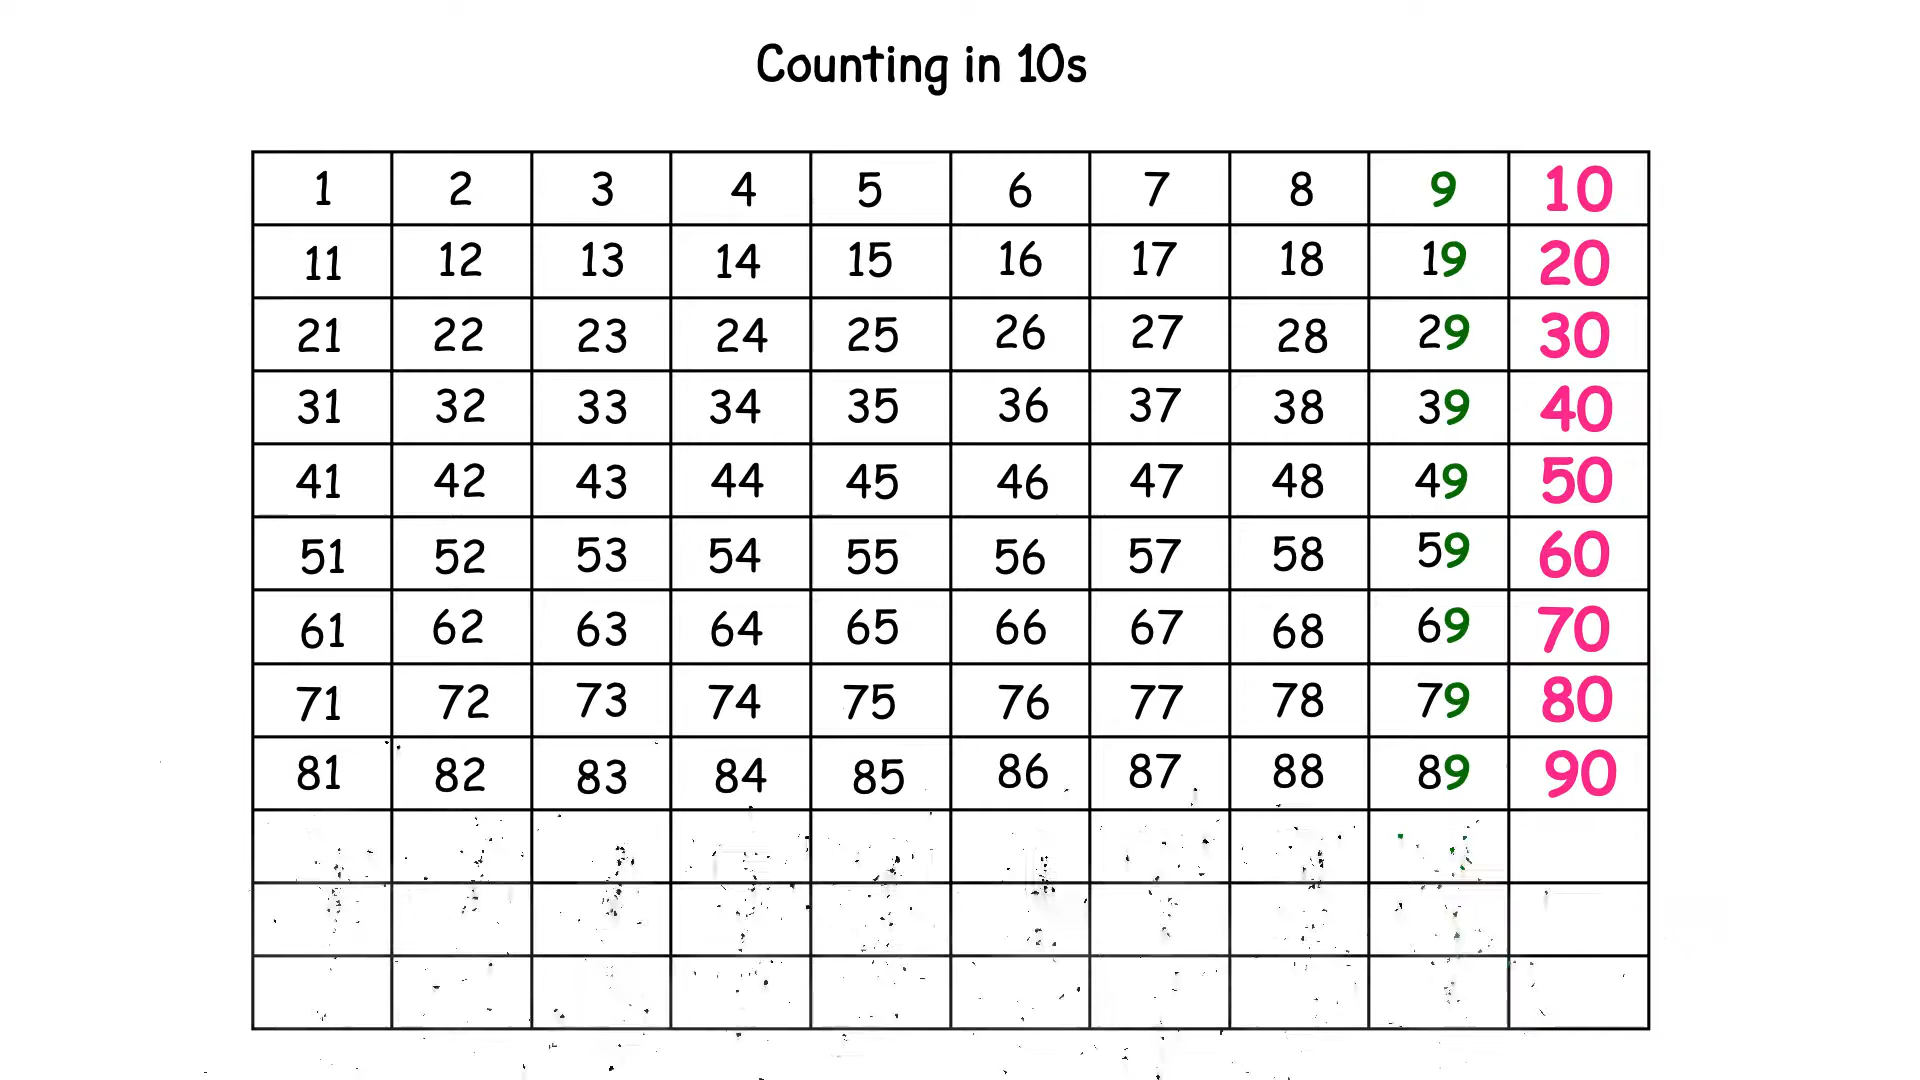 Counting in 10s
1 2 3 4 5 6 7 8 9 10
11 12 13 14 15 16 17 18 19 20
21 22 23 24 25 26 27 28 29 30
31 32 33 34 35 36 37 38 39 40
41 42 43 44 45 46 47 48 49 50
51 52 53 54 55 56 57 58 59 60
61 62 63 64 65 66 67 68 69 70
71 72 73 74 75 76 77 78 79 80
81 82 83 84 85 86 87 88 89 90